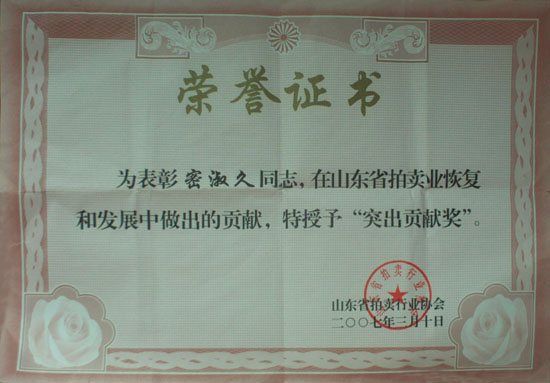 荣誉证书
为表彰密淑久同志，在山东省拍卖业恢复
和发展中做出的贡献，特授予“突出贡献奖”。
山东省拍卖行业协会
二〇〇七年三月十日